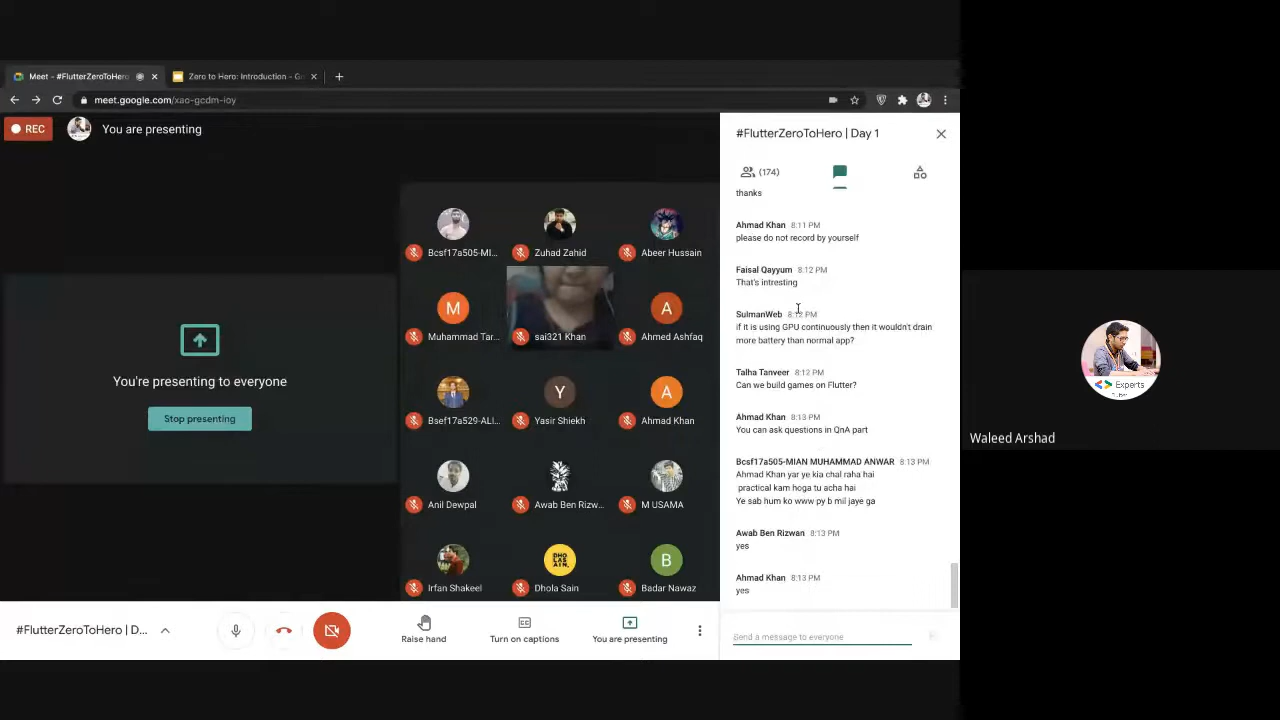 Meet - #FlutterZeroToHero
Zero to Hero: Introduction - G
meet.google.com/xao-gcdm-ioy
REC
You are presenting
#FlutterZeroToHero | Day 1
(174)
thanks
Ahmad Khan 8:11 PM
please do not record by yourself
Faisal Qayyum 8:12 PM
That's intresting
SulmanWeb 8:12 PM
if it is using GPU continuously then it wouldn't drain
more battery than normal app?
Talha Tanveer 8:12 PM
Can we build games on Flutter?
Ahmad Khan 8:13 PM
You can ask questions in QnA part
Bcsf17a505-MIAN MUHAMMAD ANWAR 8:13 PM
Ahmad Khan yar ye kia chal raha hai
practical kam hoga tu acha hai
Ye sab hum ko www py b mil jaye ga
Awab Ben Rizwan 8:13 PM
yes
Ahmad Khan 8:13 PM
yes
Send a message to everyone
You're presenting to everyone
Stop presenting
Bcsf17a505-MI...
Zuhad Zahid
Abeer Hussain
M
A
Muhammad Tar...
sai321 Khan
Ahmed Ashfaq
Y
A
Bsef17a529-ALI...
Yasir Shiekh
Ahmad Khan
Anil Dewpal
Awab Ben Rizw...
M USAMA
DHO
LAS
AIN.
B
Irfan Shakeel
Dhola Sain
Badar Nawaz
#FlutterZeroToHero | D...
Raise hand
Turn on captions
You are presenting
Experts
Waleed Arshad